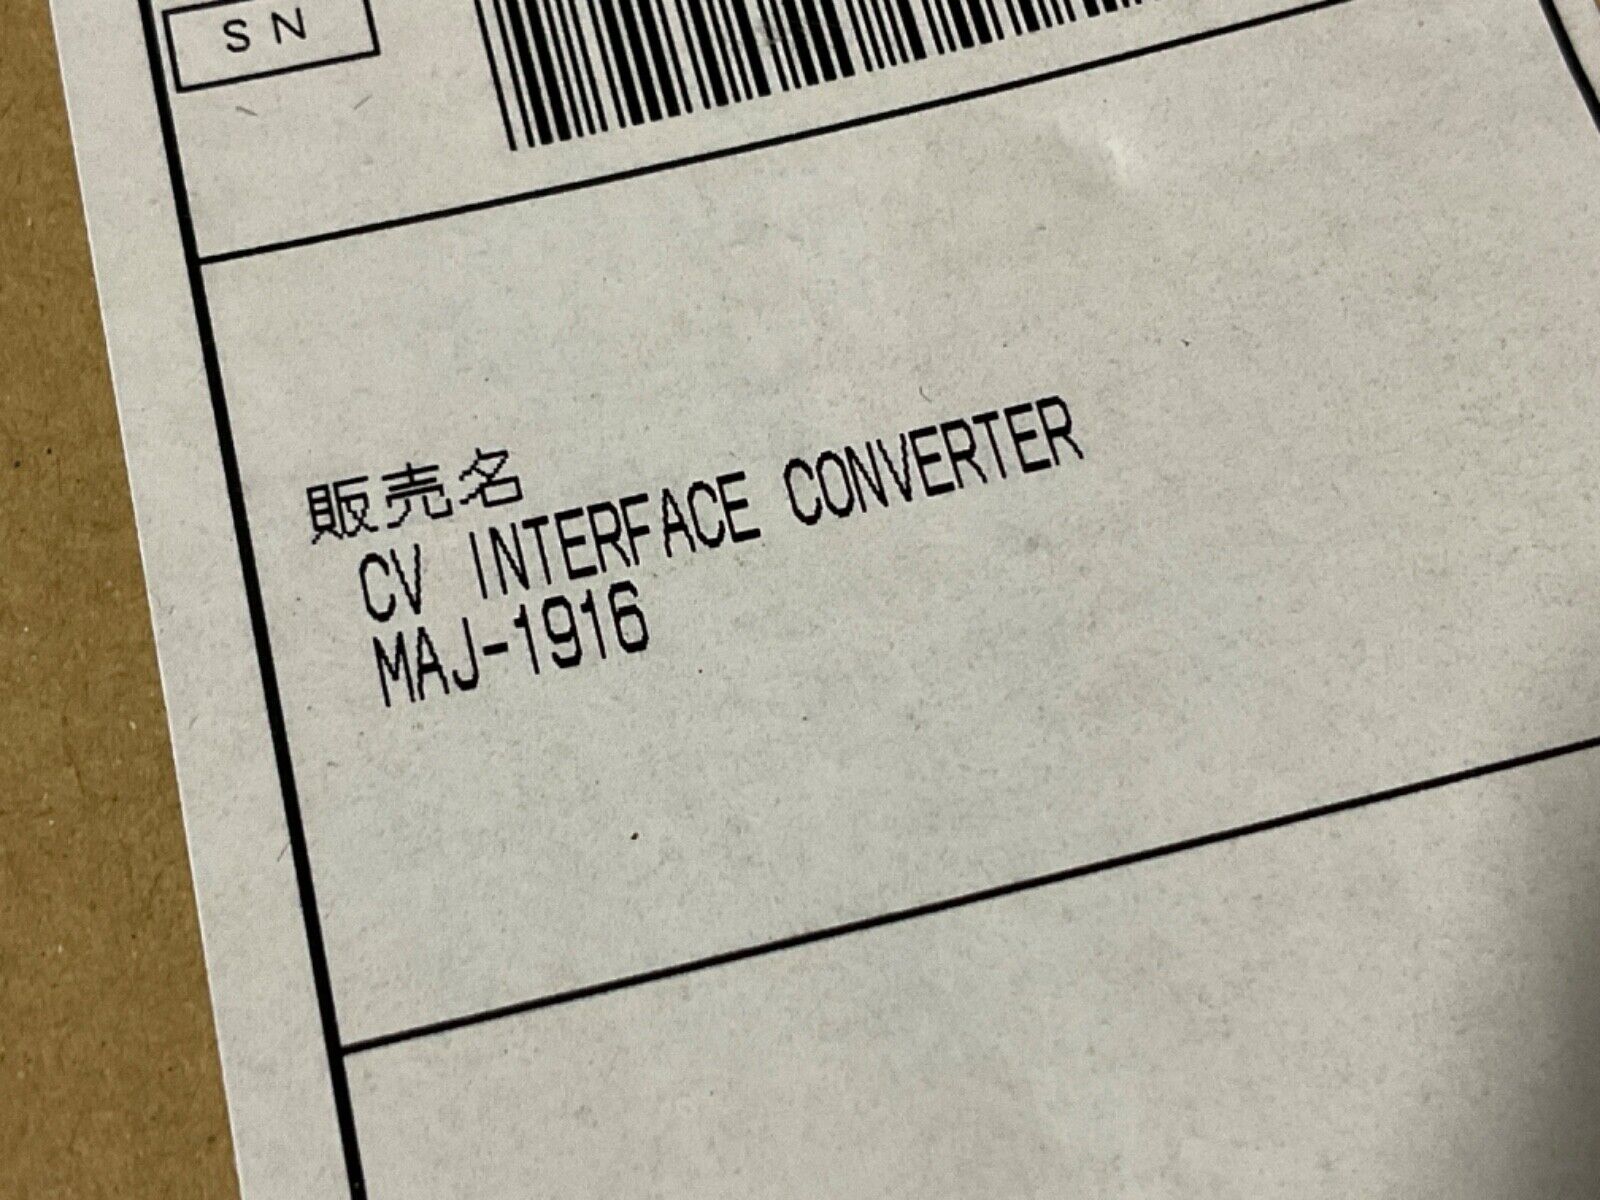 SN
販売名
CV INTERFACE CONVERTER
MAJ-1916